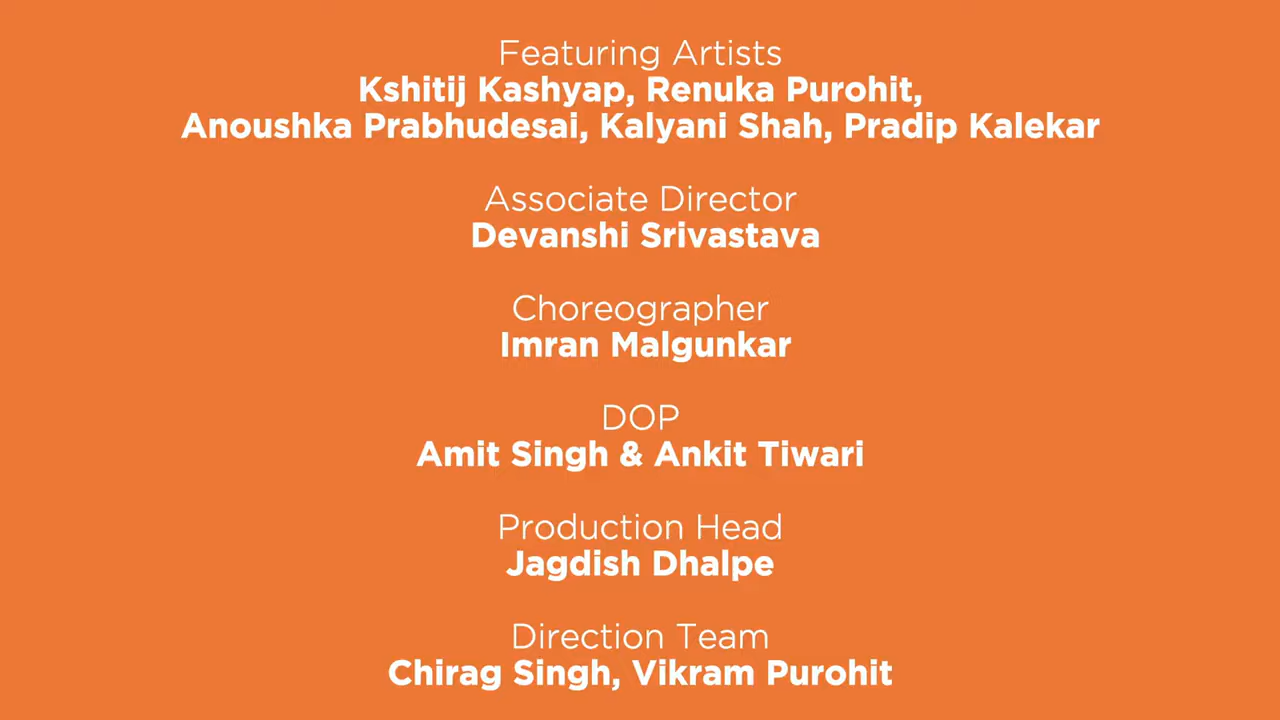 Featuring Artists
Kshitij Kashyap, Renuka Purohit,
Anoushka Prabhudesai, Kalyani Shah, Pradip Kalekar
Associate Director
Devanshi Srivastava
Choreographer
Imran Malgunkar
DOP
Amit Singh & Ankit Tiwari
Production Head
Jagdish Dhalpe
Direction Team
Chirag Singh, Vikram Purohit